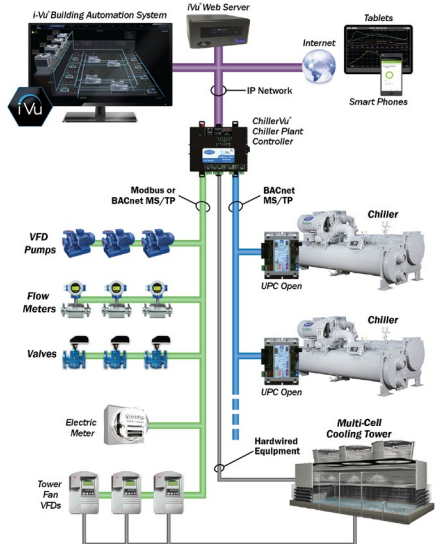 i-Vu® Building Automation System
i-Vu® Web Server
Tablets
Internet
i-Vu
IP Network
Smart Phones
ChillerVu™
Chiller Plant
Controller
Modbus or
BACnet MS/TP
BACnet
MS/TP
VFD
Pumps
Chiller
UPC Open
Flow
Meters
Valves
Chiller
UPC Open
Electric
Meter
Multi-Cell
Cooling Tower
Hardwired
Equipment
Tower
Fan
VFDs